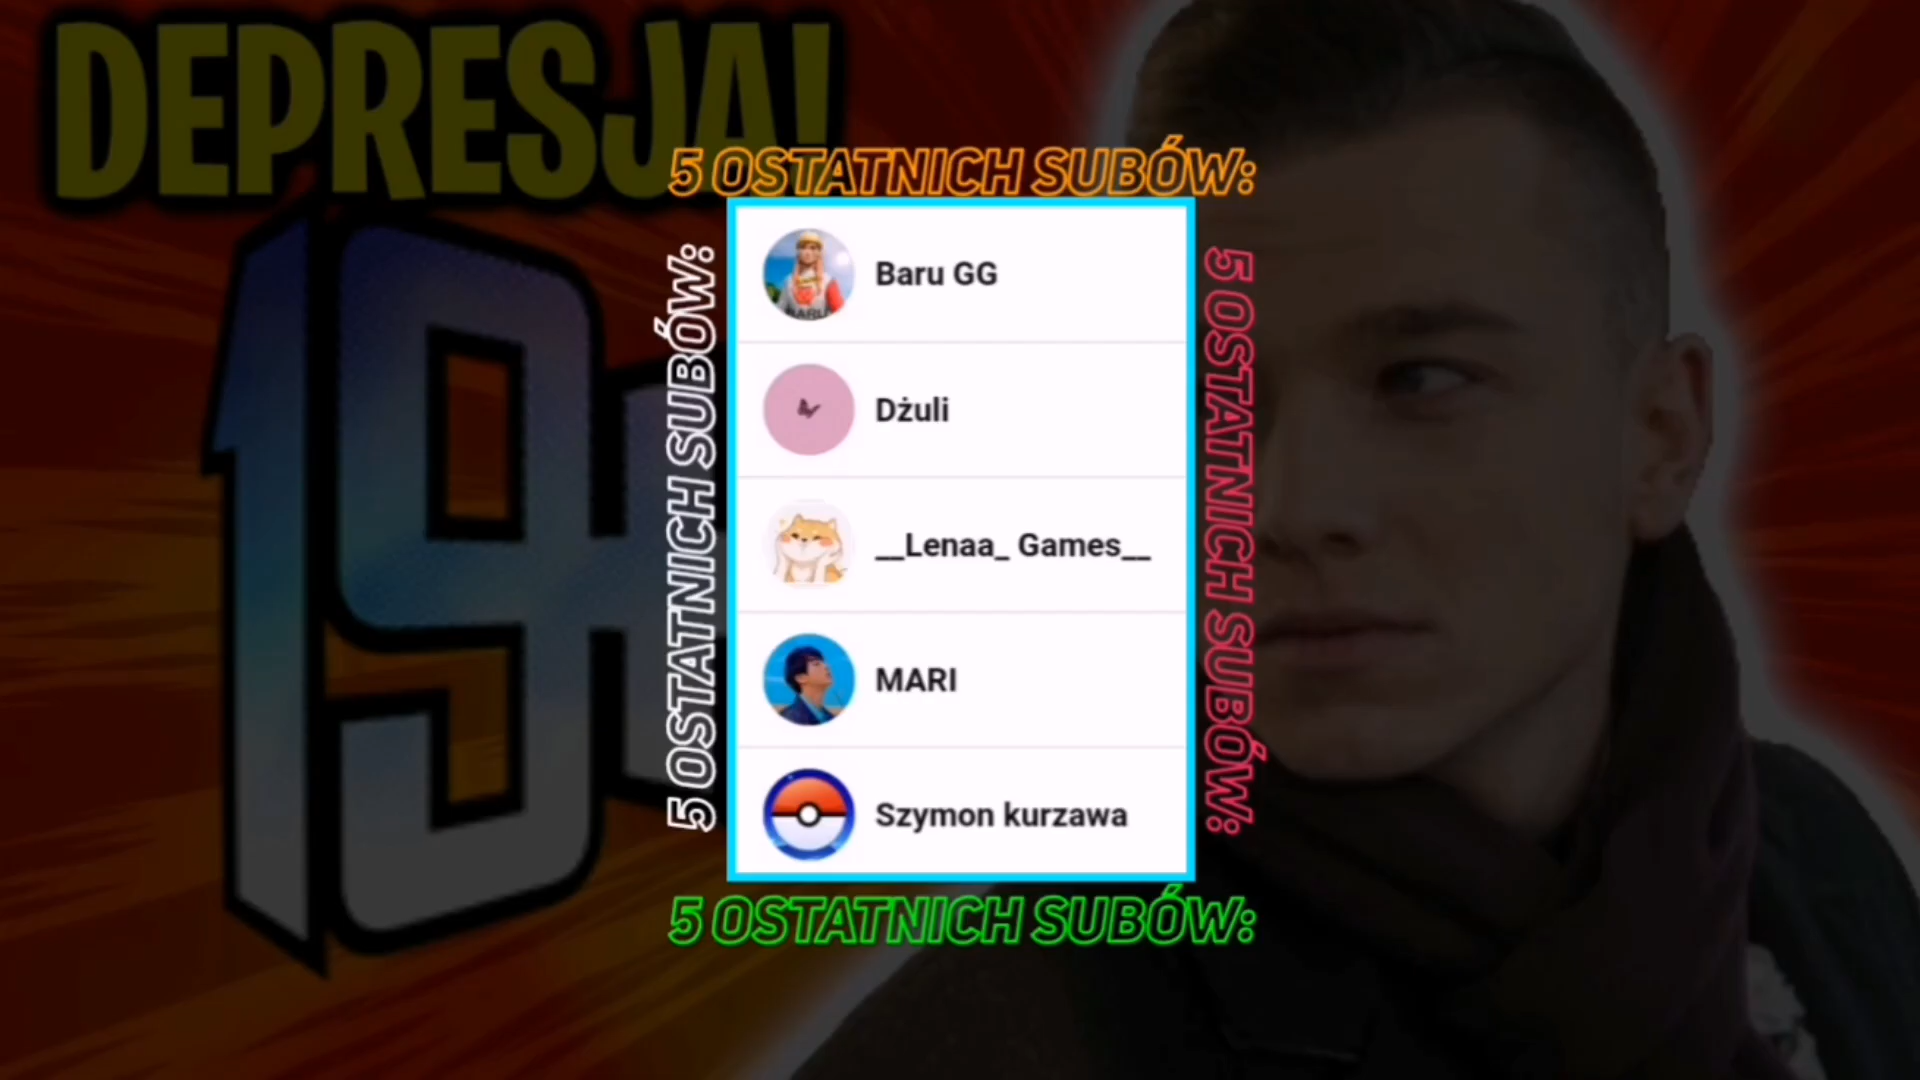 DEPRESJA!
5 OSTATNICH SUBÓW:
5 OSTATNICH SUBÓW:
5 OSTATNICH SUBÓW:
Baru GG
Dżuli
__Lenaa_ Games__
MARI
Szymon kurzawa
5 OSTATNICH SUBÓW: